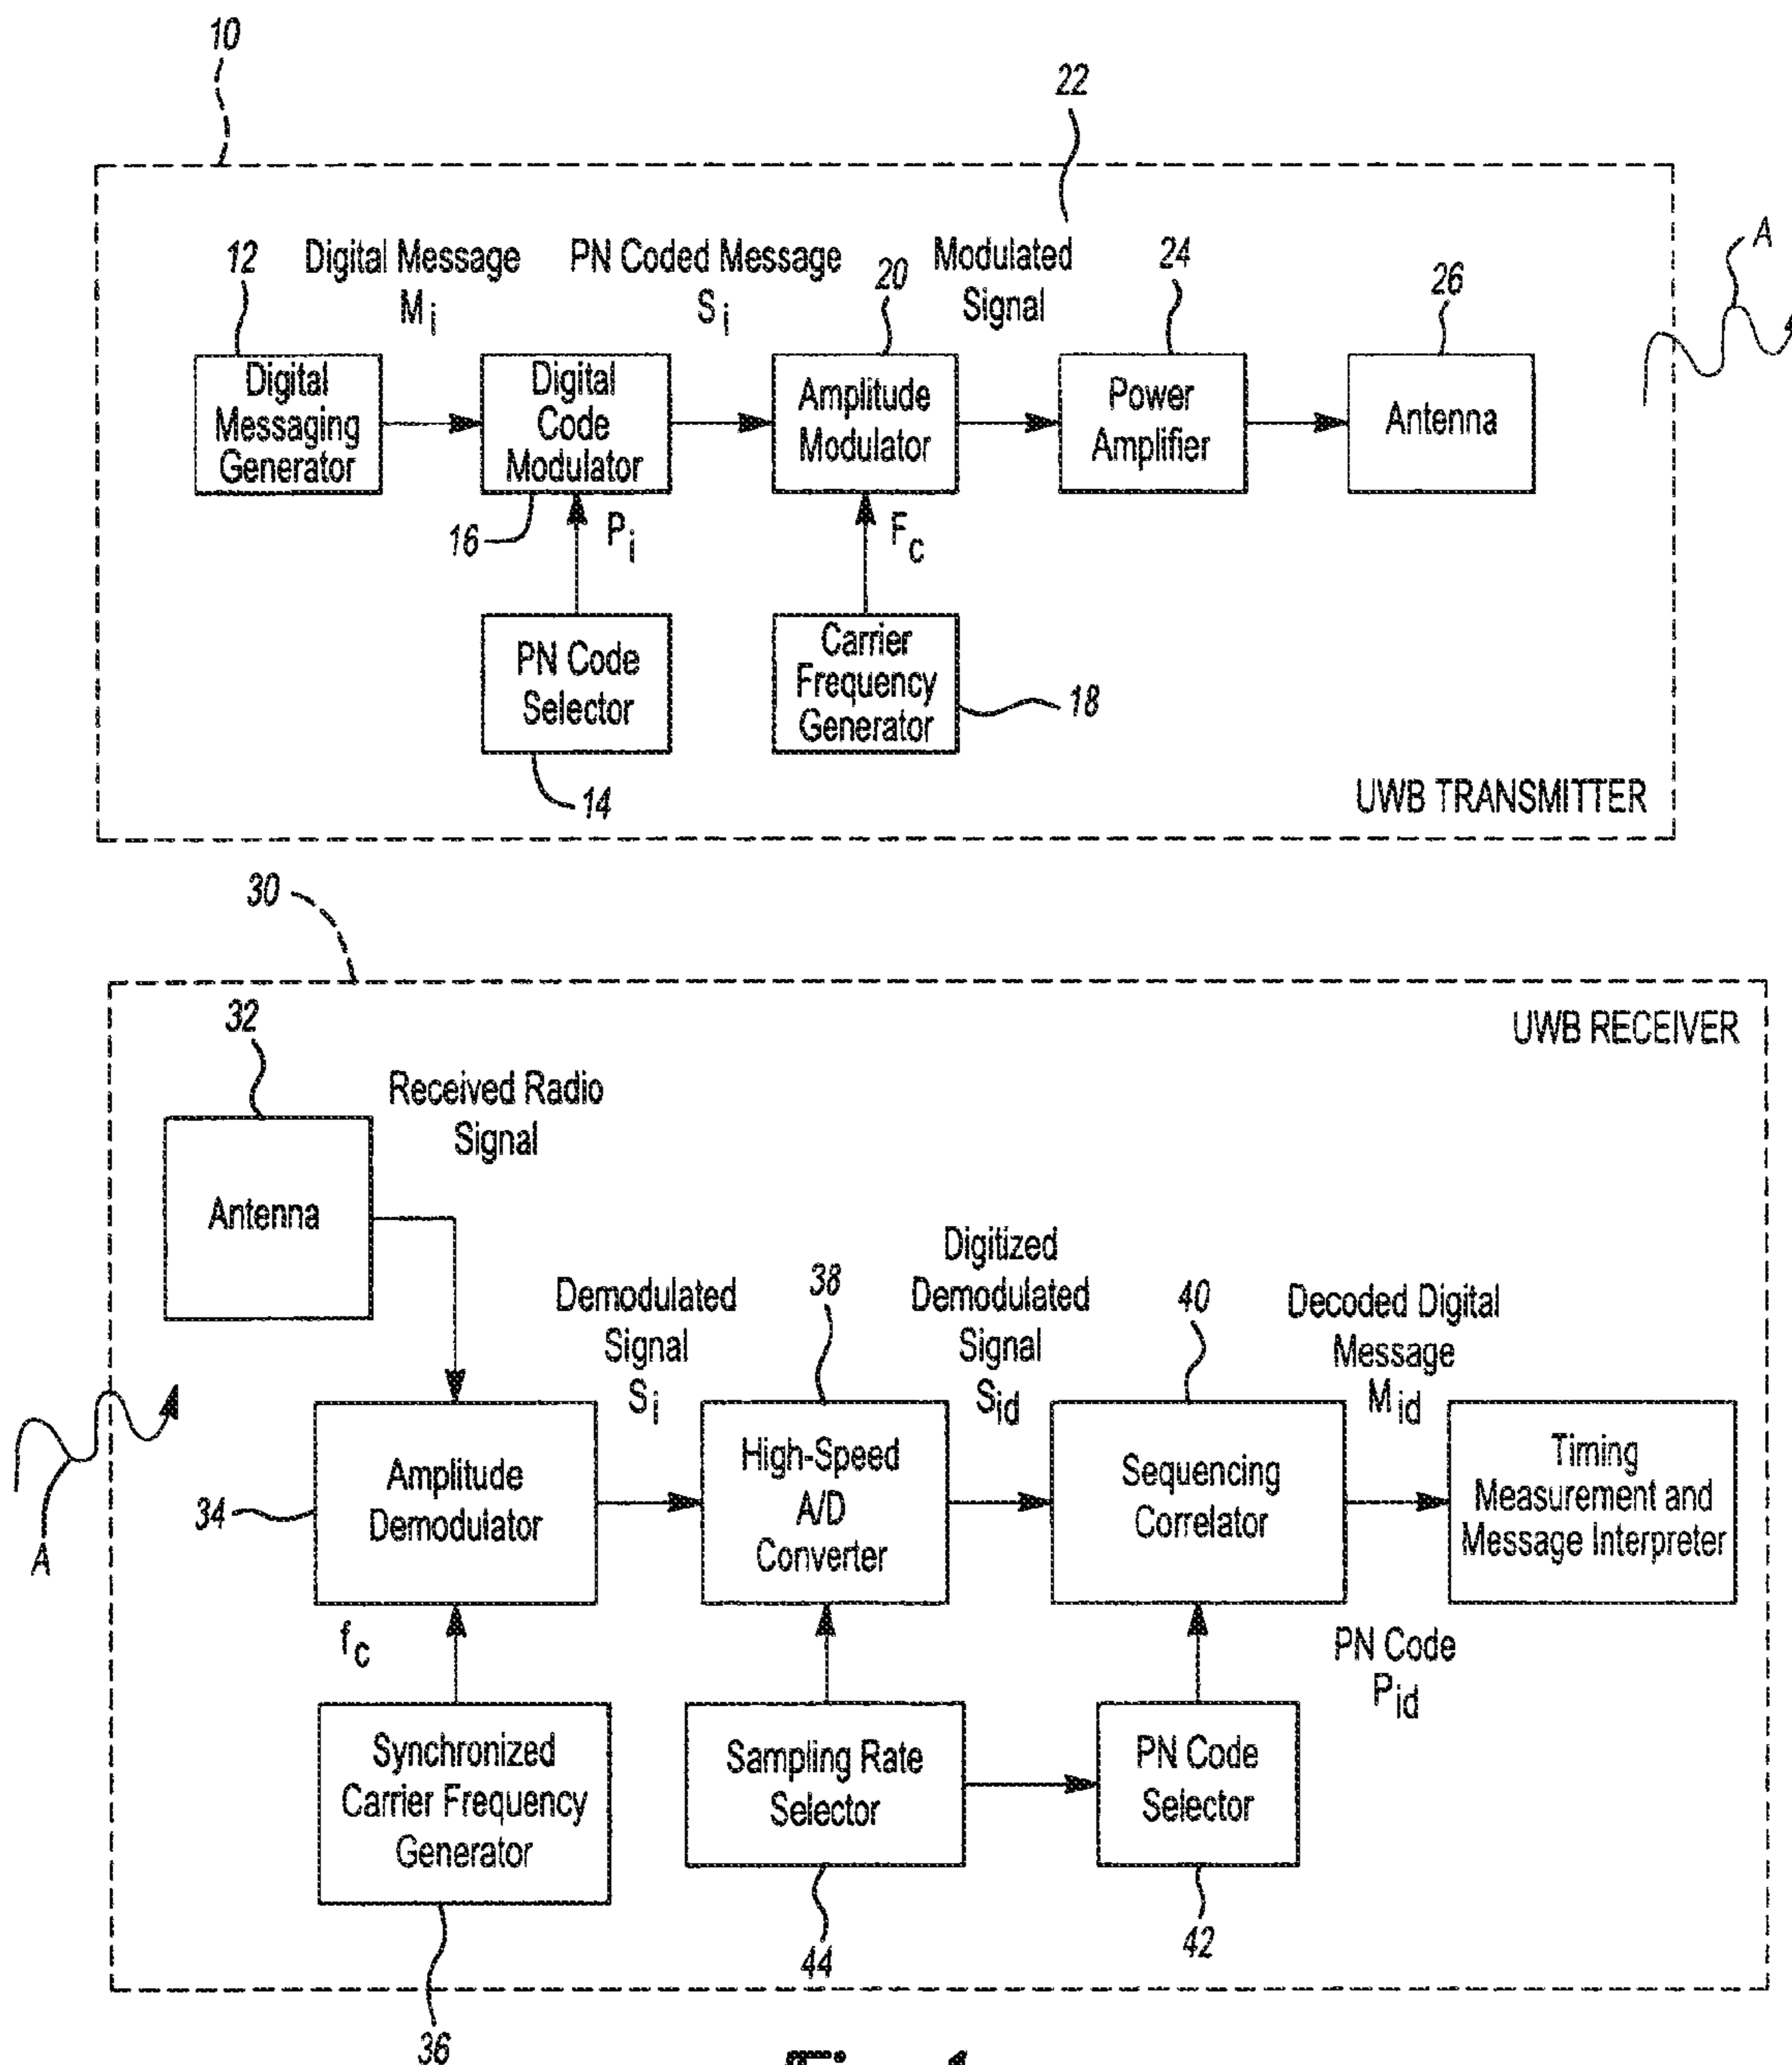 10
22
12
Digital Message
M i
PN Coded Message
S i
20
Modulated
Signal
24
26
A
Digital
Messaging
Generator
Digital
Code
Modulator
Amplitude
Modulator
Power
Amplifier
Antenna
16
P i
F c
PN Code
Selector
Carrier
Frequency
Generator
18
14
UWB TRANSMITTER
30
UWB RECEIVER
32
Received Radio
Signal
Antenna
Demodulated
Signal
S i
38
Digitized
Demodulated
Signal
S id
40
Decoded Digital
Message
M id
A
34
Amplitude
Demodulator
High-Speed
A/D
Converter
Sequencing
Correlator
Timing
Measurement and
Message Interpreter
f c
PN Code
P id
Synchronized
Carrier Frequency
Generator
Sampling Rate
Selector
PN Code
Selector
36
44
42